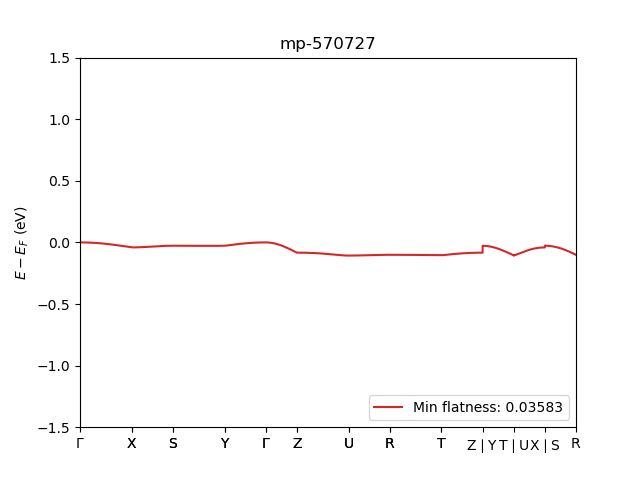 mp-570727
1.5
1.0
0.5
0.0
−0.5
−1.0
−1.5
E − E_F (eV)
Min flatness: 0.03583
Γ X S Y Γ Z U R T Z | Y T | U X | S R